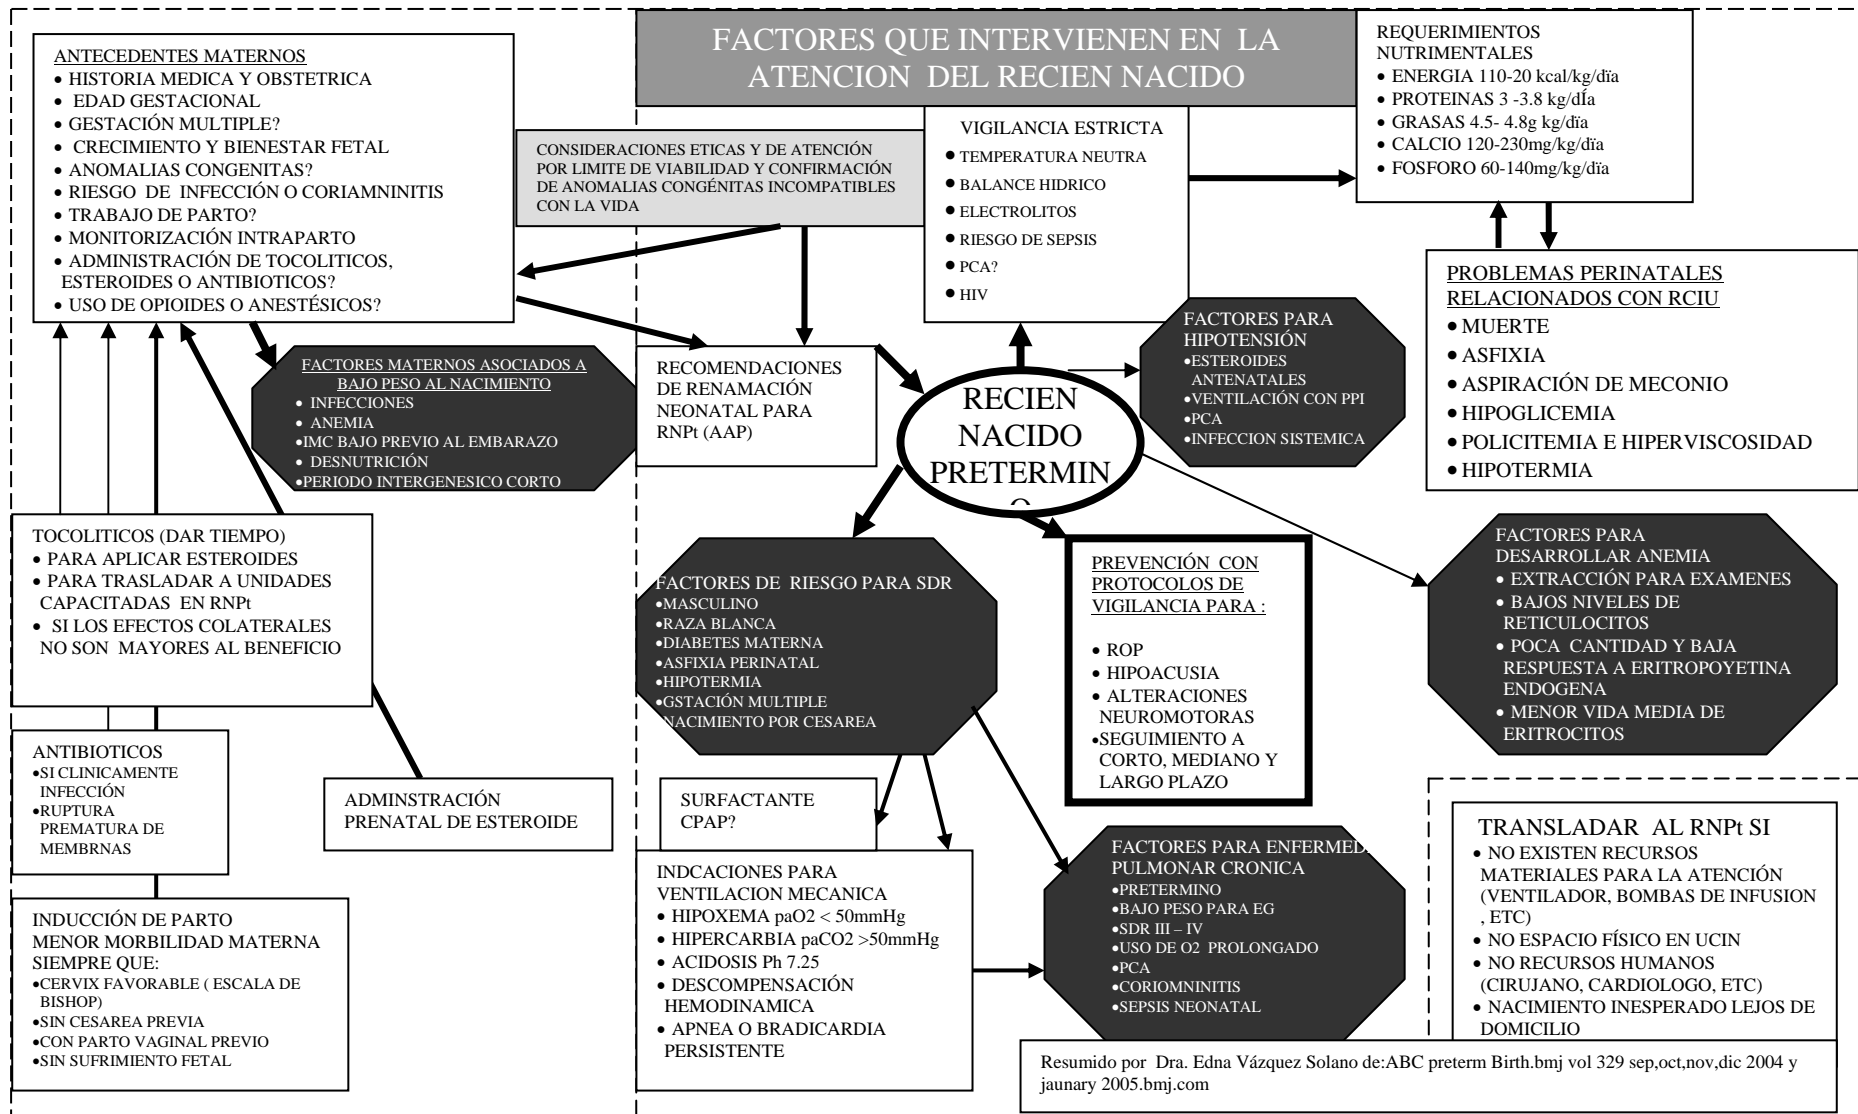 FACTORES QUE INTERVIENEN EN LA
ATENCION DEL RECIEN NACIDO
ANTECEDENTES MATERNOS
• HISTORIA MEDICA Y OBSTETRICA
• EDAD GESTACIONAL
• GESTACIÓN MULTIPLE?
• CRECIMIENTO Y BIENESTAR FETAL
• ANOMALIAS CONGENITAS?
• RIESGO DE INFECCIÓN O CORIAMNINITIS
• TRABAJO DE PARTO?
• MONITORIZACIÓN INTRAPARTO
• ADMINISTRACIÓN DE TOCOLITICOS,
ESTEROIDES O ANTIBIOTICOS?
• USO DE OPIOIDES O ANESTÉSICOS?
CONSIDERACIONES ETICAS Y DE ATENCIÓN
POR LIMITE DE VIABILIDAD Y CONFIRMACIÓN
DE ANOMALIAS CONGÉNITAS INCOMPATIBLES
CON LA VIDA
VIGILANCIA ESTRICTA
• TEMPERATURA NEUTRA
• BALANCE HIDRICO
• ELECTROLITOS
• RIESGO DE SEPSIS
• PCA?
• HIV
REQUERIMIENTOS
NUTRIMENTALES
• ENERGIA 110-20 kcal/kg/dïa
• PROTEINAS 3 -3.8 kg/dÍa
• GRASAS 4.5- 4.8g kg/dïa
• CALCIO 120-230mg/kg/dïa
• FOSFORO 60-140mg/kg/dïa
PROBLEMAS PERINATALES
RELACIONADOS CON RCIU
• MUERTE
• ASFIXIA
• ASPIRACIÓN DE MECONIO
• HIPOGLICEMIA
• POLICITEMIA E HIPERVISCOSIDAD
• HIPOTERMIA
FACTORES MATERNOS ASOCIADOS A
BAJO PESO AL NACIMIENTO
• INFECCIONES
• ANEMIA
•IMC BAJO PREVIO AL EMBARAZO
• DESNUTRICIÓN
•PERIODO INTERGENESICO CORTO
RECOMENDACIONES
DE RENAMACIÓN
NEONATAL PARA
RNPt (AAP)
RECIEN
NACIDO
PRETERMIN
O
FACTORES PARA
HIPOTENSIÓN
•ESTEROIDES
ANTENATALES
•VENTILACIÓN CON PPI
•PCA
•INFECCION SISTEMICA
TOCOLITICOS (DAR TIEMPO)
• PARA APLICAR ESTEROIDES
• PARA TRASLADAR A UNIDADES
CAPACITADAS EN RNPt
• SI LOS EFECTOS COLATERALES
NO SON MAYORES AL BENEFICIO
FACTORES DE RIESGO PARA SDR
•MASCULINO
•RAZA BLANCA
•DIABETES MATERNA
•ASFIXIA PERINATAL
•HIPOTERMIA
•GSTACIÓN MULTIPLE
NACIMIENTO POR CESAREA
PREVENCIÓN CON
PROTOCOLOS DE
VIGILANCIA PARA :
• ROP
• HIPOACUSIA
• ALTERACIONES
NEUROMOTORAS
•SEGUIMIENTO A
CORTO, MEDIANO Y
LARGO PLAZO
FACTORES PARA
DESARROLLAR ANEMIA
• EXTRACCIÓN PARA EXAMENES
• BAJOS NIVELES DE
RETICULOCITOS
• POCA CANTIDAD Y BAJA
RESPUESTA A ERITROPOYETINA
ENDOGENA
• MENOR VIDA MEDIA DE
ERITROCITOS
ANTIBIOTICOS
•SI CLINICAMENTE
INFECCIÓN
•RUPTURA
PREMATURA DE
MEMBRNAS
ADMINSTRACIÓN
PRENATAL DE ESTEROIDE
SURFACTANTE
CPAP?
INDCACIONES PARA
VENTILACION MECANICA
• HIPOXEMA paO2 < 50mmHg
• HIPERCARBIA paCO2 >50mmHg
• ACIDOSIS Ph 7.25
• DESCOMPENSACIÓN
HEMODINAMICA
• APNEA O BRADICARDIA
PERSISTENTE
FACTORES PARA ENFERMED
PULMONAR CRONICA
•PRETERMINO
•BAJO PESO PARA EG
•SDR III – IV
•USO DE O2 PROLONGADO
•PCA
•CORIOMNINITIS
•SEPSIS NEONATAL
TRANSLADAR AL RNPt SI
• NO EXISTEN RECURSOS
MATERIALES PARA LA ATENCIÓN
(VENTILADOR, BOMBAS DE INFUSION
, ETC)
• NO ESPACIO FÍSICO EN UCIN
• NO RECURSOS HUMANOS
(CIRUJANO, CARDIOLOGO, ETC)
• NACIMIENTO INESPERADO LEJOS DE
DOMICILIO
INDUCCIÓN DE PARTO
MENOR MORBILIDAD MATERNA
SIEMPRE QUE:
•CERVIX FAVORABLE ( ESCALA DE
BISHOP)
•SIN CESAREA PREVIA
•CON PARTO VAGINAL PREVIO
•SIN SUFRIMIENTO FETAL
Resumido por Dra. Edna Vázquez Solano de:ABC preterm Birth.bmj vol 329 sep,oct,nov,dic 2004 y
jaunary 2005.bmj.com